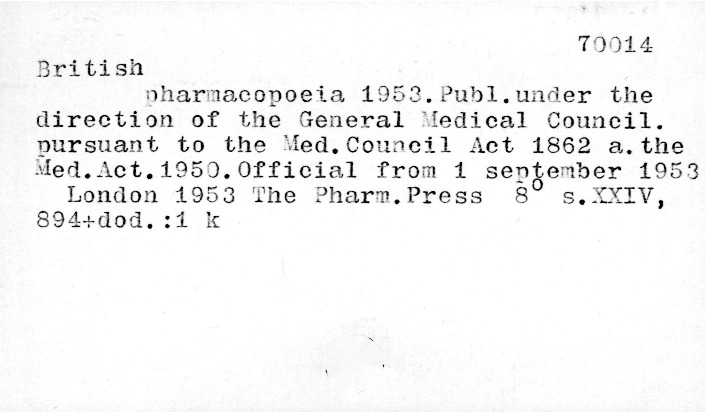 70014
British
pharmacopoeia 1953.Publ.under the
direction of the General Medical Council.
pursuant to the Med.Council Act 1862 a.the
Med.Act.1950.Official from 1 september 1953
London 1953 The Pharm.Press 8° s.XXIV,
894+dod.:1 k